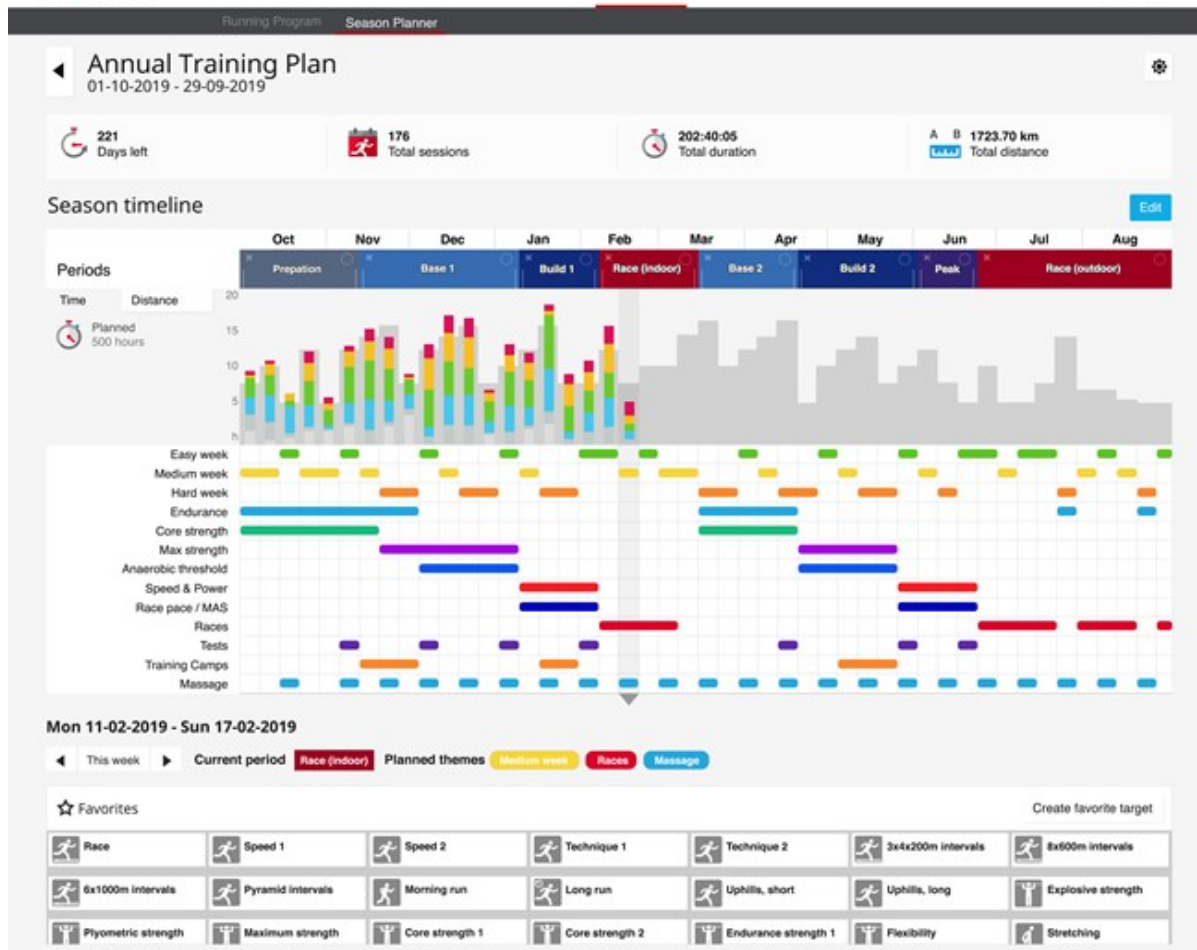 Running Program Season Planner
Annual Training Plan
01-10-2019 - 29-09-2019
221
Days left
176
Total sessions
202:40:05
Total duration
A B 1723.70 km
Total distance
Season timeline
Edit
Oct Nov Dec Jan Feb Mar Apr May Jun Jul Aug
Periods
Prepation Base 1 Build 1 Race (indoor) Base 2 Build 2 Peak Race (outdoor)
Time Distance
Planned
500 hours
20
15
10
5
h
Easy week
Medium week
Hard week
Endurance
Core strength
Max strength
Anaerobic threshold
Speed & Power
Race pace / MAS
Races
Tests
Training Camps
Massage
Mon 11-02-2019 - Sun 17-02-2019
This week Current period Race (indoor) Planned themes Medium week Races Massage
Favorites
Create favorite target
Race Speed 1 Speed 2 Technique 1 Technique 2 3x4x200m intervals 8x600m intervals
6x1000m intervals Pyramid intervals Morning run Long run Uphills, short Uphills, long Explosive strength
Plyometric strength Maximum strength Core strength 1 Core strength 2 Endurance strength 1 Flexibility Stretching